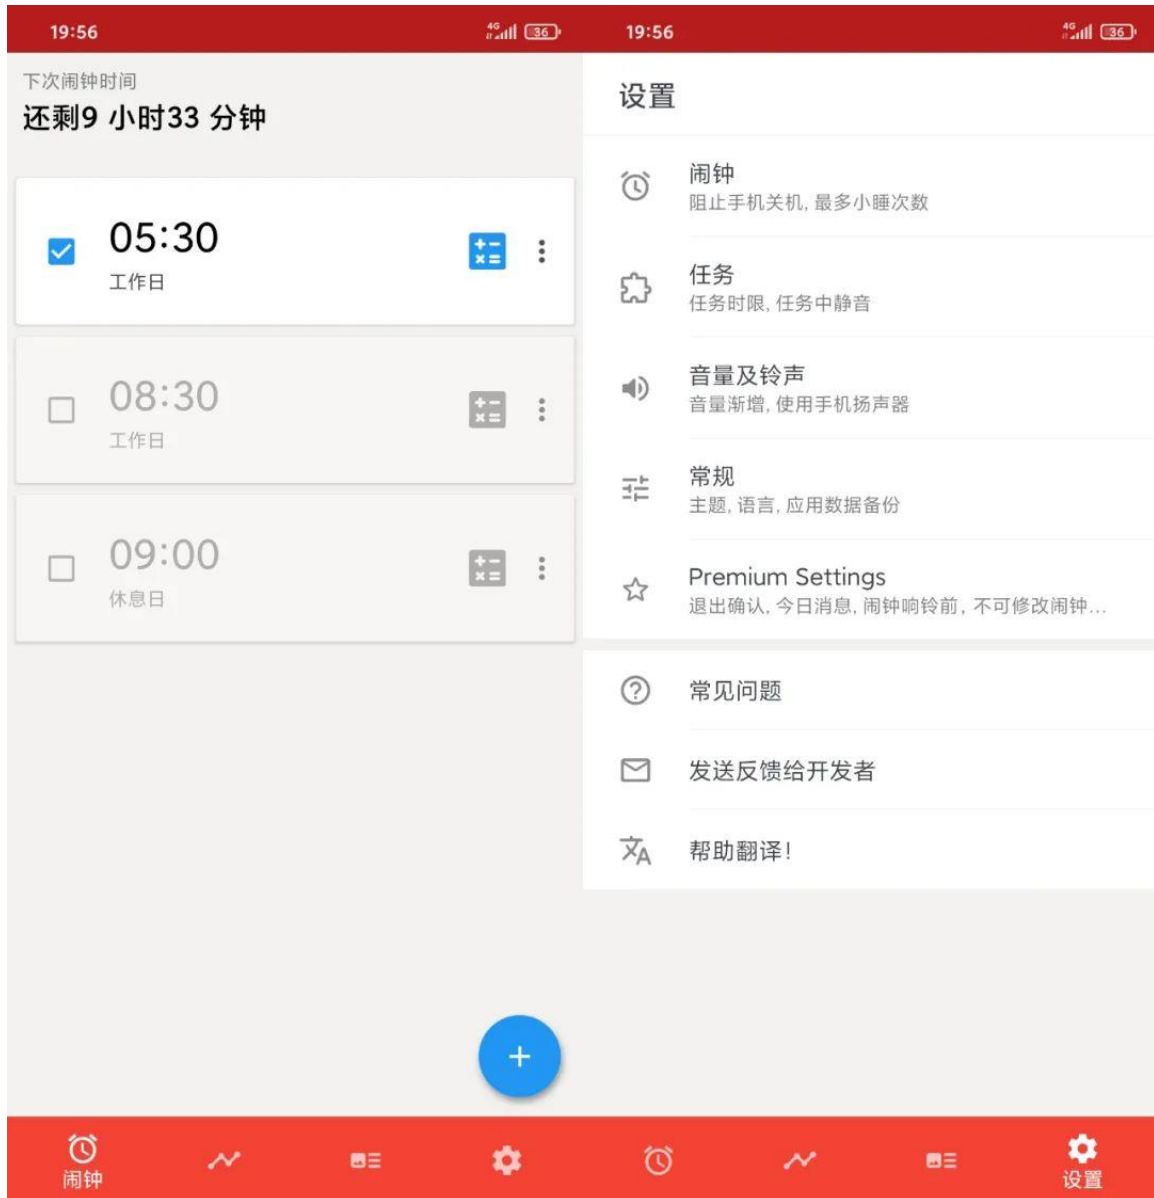 19:56
4G
36
下次闹钟时间
还剩9 小时33 分钟
05:30
工作日
08:30
工作日
09:00
休息日
闹钟
19:56
4G
36
设置
闹钟
阻止手机关机, 最多小睡次数
任务
任务时限, 任务中静音
音量及铃声
音量渐增, 使用手机扬声器
常规
主题, 语言, 应用数据备份
Premium Settings
退出确认, 今日消息, 闹钟响铃前, 不可修改闹钟...
常见问题
发送反馈给开发者
帮助翻译!
设置